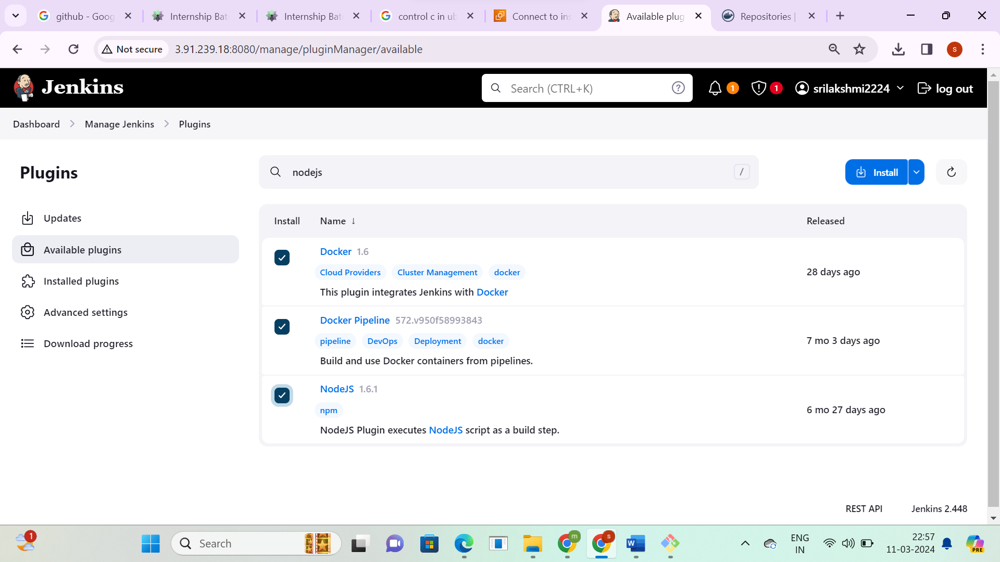 github - Goog
Internship Bat
Internship Bat
control c in ub
Connect to ins
Available plug
Repositories |
Not secure
3.91.239.18:8080/manage/pluginManager/available
s
Jenkins
Search (CTRL+K)
?
1
1
srilakshmi2224
log out
Dashboard
Manage Jenkins
Plugins
Plugins
nodejs
/
Install
Updates
Available plugins
Installed plugins
Advanced settings
Download progress
Install Name ↓ Released
Docker 1.6
Cloud Providers Cluster Management docker
This plugin integrates Jenkins with Docker
28 days ago
Docker Pipeline 572.v950f58993843
pipeline DevOps Deployment docker
Build and use Docker containers from pipelines.
7 mo 3 days ago
NodeJS 1.6.1
npm
NodeJS Plugin executes NodeJS script as a build step.
6 mo 27 days ago
REST API Jenkins 2.448
1
Search
m
s
W
ENG
IN
22:57
11-03-2024
PRE